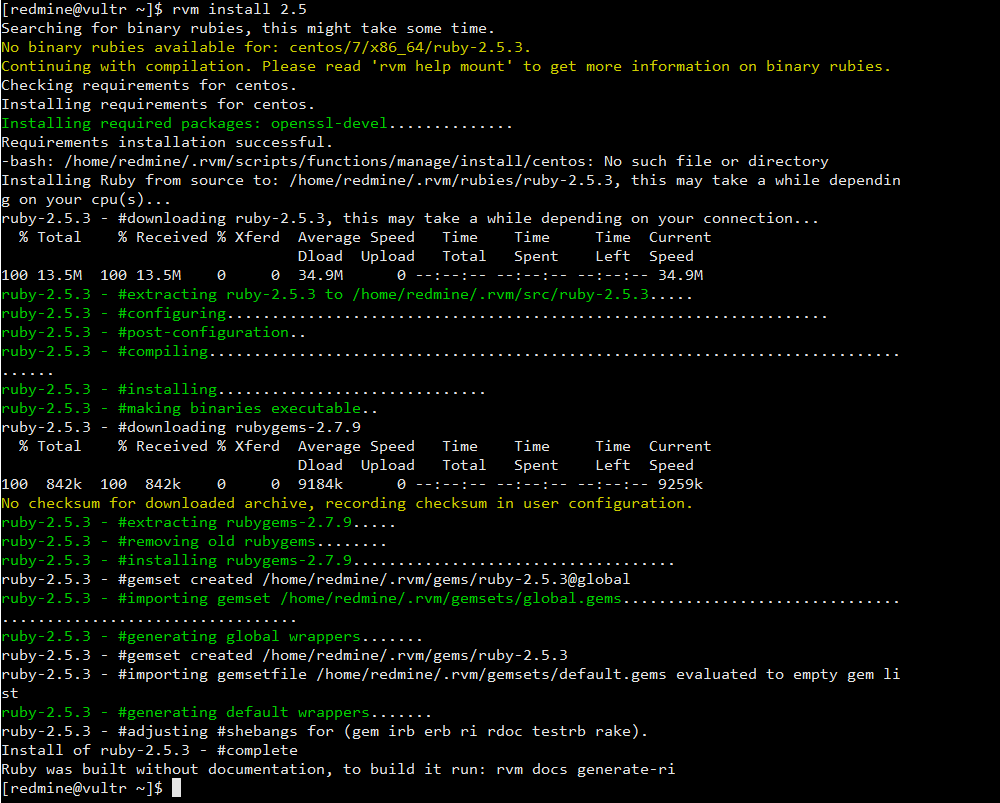 [redmine@vultr ~]$ rvm install 2.5
Searching for binary rubies, this might take some time.
No binary rubies available for: centos/7/x86_64/ruby-2.5.3.
Continuing with compilation. Please read 'rvm help mount' to get more information on binary rubies.
Checking requirements for centos.
Installing requirements for centos.
Installing required packages: openssl-devel..............
Requirements installation successful.
-bash: /home/redmine/.rvm/scripts/functions/manage/install/centos: No such file or directory
Installing Ruby from source to: /home/redmine/.rvm/rubies/ruby-2.5.3, this may take a while dependin
g on your cpu(s)...
ruby-2.5.3 - #downloading ruby-2.5.3, this may take a while depending on your connection...
  % Total    % Received % Xferd  Average Speed   Time    Time     Time  Current
                                 Dload  Upload   Total   Spent    Left  Speed
100 13.5M  100 13.5M    0     0  34.9M      0 --:--:-- --:--:-- --:--:-- 34.9M
ruby-2.5.3 - #extracting ruby-2.5.3 to /home/redmine/.rvm/src/ruby-2.5.3.....
ruby-2.5.3 - #configuring...................................................................
ruby-2.5.3 - #post-configuration..
ruby-2.5.3 - #compiling.............................................................................
......
ruby-2.5.3 - #installing..............................
ruby-2.5.3 - #making binaries executable..
ruby-2.5.3 - #downloading rubygems-2.7.9
  % Total    % Received % Xferd  Average Speed   Time    Time     Time  Current
                                 Dload  Upload   Total   Spent    Left  Speed
100  842k  100  842k    0     0  9184k      0 --:--:-- --:--:-- --:--:-- 9259k
No checksum for downloaded archive, recording checksum in user configuration.
ruby-2.5.3 - #extracting rubygems-2.7.9.....
ruby-2.5.3 - #removing old rubygems........
ruby-2.5.3 - #installing rubygems-2.7.9....................................
ruby-2.5.3 - #gemset created /home/redmine/.rvm/gems/ruby-2.5.3@global
ruby-2.5.3 - #importing gemset /home/redmine/.rvm/gemsets/global.gems...............................
.................................
ruby-2.5.3 - #generating global wrappers.......
ruby-2.5.3 - #gemset created /home/redmine/.rvm/gems/ruby-2.5.3
ruby-2.5.3 - #importing gemsetfile /home/redmine/.rvm/gemsets/default.gems evaluated to empty gem li
st
ruby-2.5.3 - #generating default wrappers.......
ruby-2.5.3 - #adjusting #shebangs for (gem irb erb ri rdoc testrb rake).
Install of ruby-2.5.3 - #complete
Ruby was built without documentation, to build it run: rvm docs generate-ri
[redmine@vultr ~]$